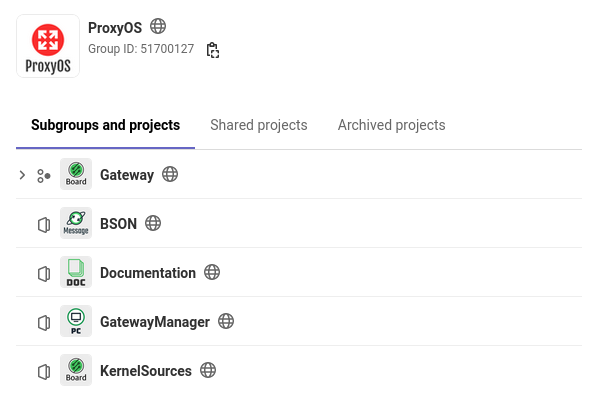 ProxyOS
ProxyOS
Group ID: 51700127
Subgroups and projects
Shared projects
Archived projects
Board
Gateway
Message
BSON
DOC
Documentation
PC
GatewayManager
Board
KernelSources